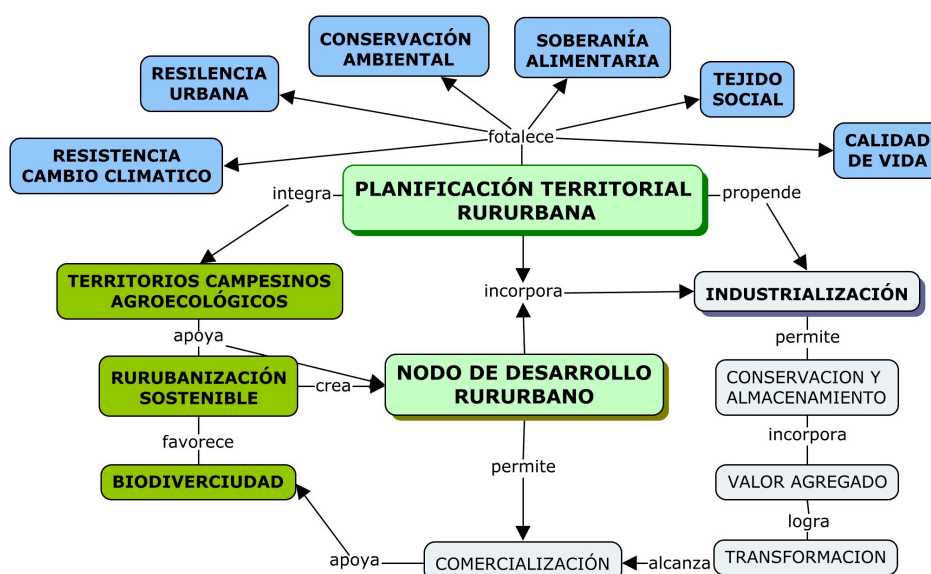 CONSERVACIÓN
AMBIENTAL
SOBERANÍA
ALIMENTARIA
RESILENCIA
URBANA
TEJIDO
SOCIAL
fotalece
RESISTENCIA
CAMBIO CLIMATICO
CALIDAD
DE VIDA
integra
PLANIFICACIÓN TERRITORIAL
RURURBANA
propende
TERRITORIOS CAMPESINOS
AGROECOLÓGICOS
incorpora
INDUSTRIALIZACIÓN
apoya
permite
RURUBANIZACIÓN
SOSTENIBLE
crea
NODO DE DESARROLLO
RURURBANO
CONSERVACION Y
ALMACENAMIENTO
favorece
incorpora
permite
BIODIVERCIUDAD
VALOR AGREGADO
logra
apoya
COMERCIALIZACIÓN
alcanza
TRANSFORMACION